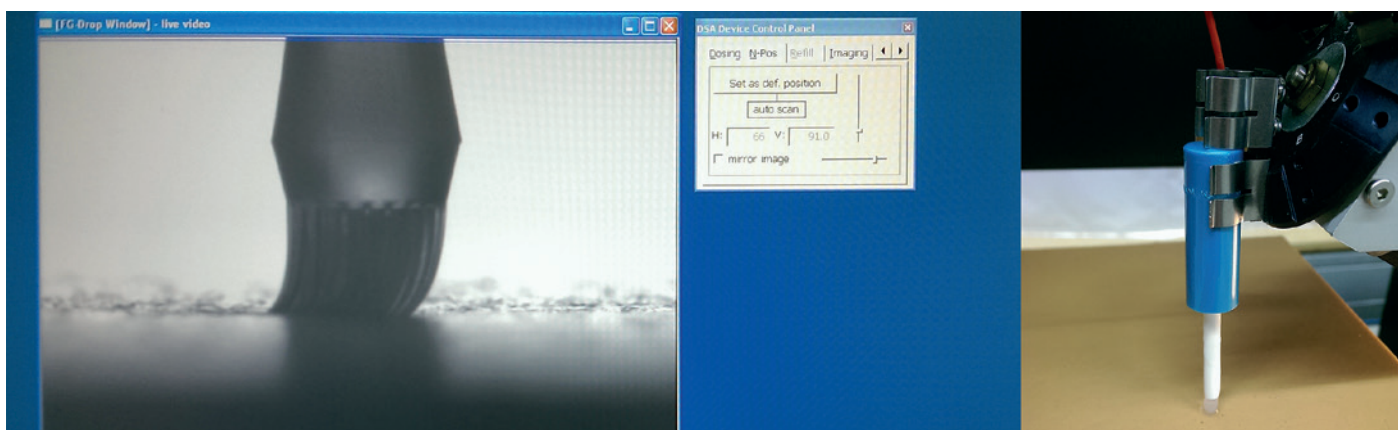 [FG-Drop Window] - live video
DSA Device Control Panel
Dosing N-Pos Refill Imaging
Set as def. position
auto scan
H: 66 V: 91.0
mirror image